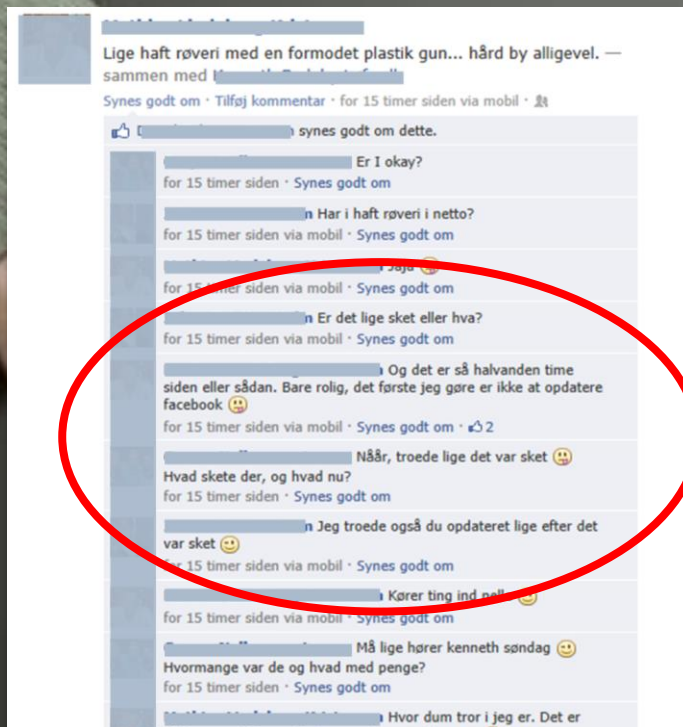 Lige haft røveri med en formodet plastik gun... hård by alligevel. —
sammen med
Synes godt om · Tilføj kommentar · for 15 timer siden via mobil ·
synes godt om dette.
Er I okay?
for 15 timer siden · Synes godt om
n Har i haft røveri i netto?
for 15 timer siden via mobil · Synes godt om
Jaja
for 15 timer siden via mobil · Synes godt om
n Er det lige sket eller hva?
for 15 timer siden via mobil · Synes godt om
Og det er så halvanden time
siden eller sådan. Bare rolig, det første jeg gøre er ikke at opdatere
facebook
for 15 timer siden via mobil · Synes godt om · 2
Nåår, troede lige det var sket
Hvad skete der, og hvad nu?
for 15 timer siden · Synes godt om
n Jeg troede også du opdateret lige efter det
var sket
for 15 timer siden via mobil · Synes godt om
Kører ting ind
for 15 timer siden via mobil · Synes godt om
Må lige hører kenneth søndag
Hvormange var de og hvad med penge?
for 15 timer siden · Synes godt om
Hvor dum tror i jeg er. Det er